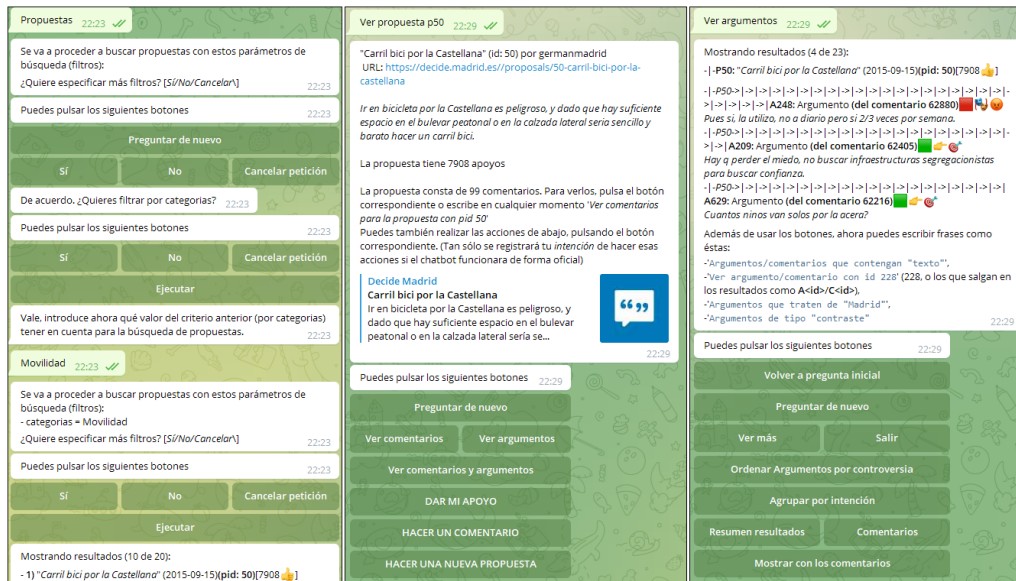 Propuestas 22:23
Se va a proceder a buscar propuestas con estos parámetros de
búsqueda (filtros):
¿Quiere especificar más filtros? [Sí/No/Cancelar\] 22:23
Puedes pulsar los siguientes botones 22:23
Preguntar de nuevo
Sí No Cancelar petición
De acuerdo. ¿Quieres filtrar por categorias? 22:23
Puedes pulsar los siguientes botones 22:23
Sí No Cancelar petición
Ejecutar
Vale, introduce ahora qué valor del criterio anterior (por categorias)
tener en cuenta para la búsqueda de propuestas. 22:23
Movilidad 22:23
Se va a proceder a buscar propuestas con estos parámetros de
búsqueda (filtros):
- categorias = Movilidad
¿Quiere especificar más filtros? [Sí/No/Cancelar\] 22:23
Puedes pulsar los siguientes botones 22:23
Sí No Cancelar petición
Ejecutar
Mostrando resultados (10 de 20):
- 1) "Carril bici por la Castellana" (2015-09-15)(pid: 50)[7908👍]
Ver propuesta p50 22:29
"Carril bici por la Castellana" (id: 50) por germanmadrid
URL: https://decide.madrid.es//proposals/50-carril-bici-por-la-
castellana
Ir en bicicleta por la Castellana es peligroso, y dado que hay suficiente
espacio en el bulevar peatonal o en la calzada lateral seria sencillo y
barato hacer un carril bici.
La propuesta tiene 7908 apoyos
La propuesta consta de 99 comentarios. Para verlos, pulsa el botón
correspondiente o escribe en cualquier momento 'Ver comentarios
para la propuesta con pid 50'
Puedes también realizar las acciones de abajo, pulsando el botón
correspondiente. (Tan sólo se registrará tu intención de hacer esas
acciones si el chatbot funcionara de forma oficial)
Decide Madrid
Carril bici por la Castellana
Ir en bicicleta por la Castellana es peligroso, y
dado que hay suficiente espacio en el bulevar
peatonal o en la calzada lateral sería se...
22:29
Puedes pulsar los siguientes botones 22:29
Preguntar de nuevo
Ver comentarios Ver argumentos
Ver comentarios y argumentos
DAR MI APOYO
HACER UN COMENTARIO
HACER UNA NUEVA PROPUESTA
Ver argumentos 22:29
Mostrando resultados (4 de 23):
-|-P50: "Carril bici por la Castellana" (2015-09-15)(pid: 50)[7908👍]
-|-P50->|->|->|->|->|->|->|->|->|->|->|->|->|->|->|->|-
>|->|->|->|->|A248: Argumento (del comentario 62880)🟥🗣😡
Pues si, la utilizo, no a diario pero si 2/3 veces por semana.
-|-P50->|->|->|->|->|->|->|->|->|->|->|->|->|->|->|->|-
>|->|A209: Argumento (del comentario 62405)🟩👉🎯
Hay q perder el miedo, no buscar infraestructuras segregacionistas
para buscar confianza.
-|-P50->|->|->|->|->|->|->|->|->|->|->|->|->|->|->|->|
A629: Argumento (del comentario 62216)🟩👉🎯
Cuantos ninos van solos por la acera?
Además de usar los botones, ahora puedes escribir frases como
éstas:
-'Argumentos/comentarios que contengan "texto"',
-'Ver argumento/comentario con id 228' (228, o los que salgan en
los resultados como A<id>/C<id>),
-'Argumentos que traten de "Madrid"',
-'Argumentos de tipo "contraste" 22:29
Puedes pulsar los siguientes botones 22:29
Volver a pregunta inicial
Preguntar de nuevo
Ver más Salir
Ordenar Argumentos por controversia
Agrupar por intención
Resumen resultados Comentarios
Mostrar con los comentarios